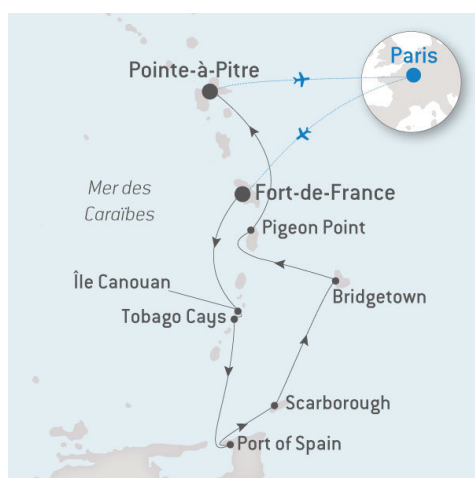 Paris
Pointe-à-Pitre
Fort-de-France
Mer des
Caraïbes
Pigeon Point
Île Canouan
Bridgetown
Tobago Cays
Scarborough
Port of Spain